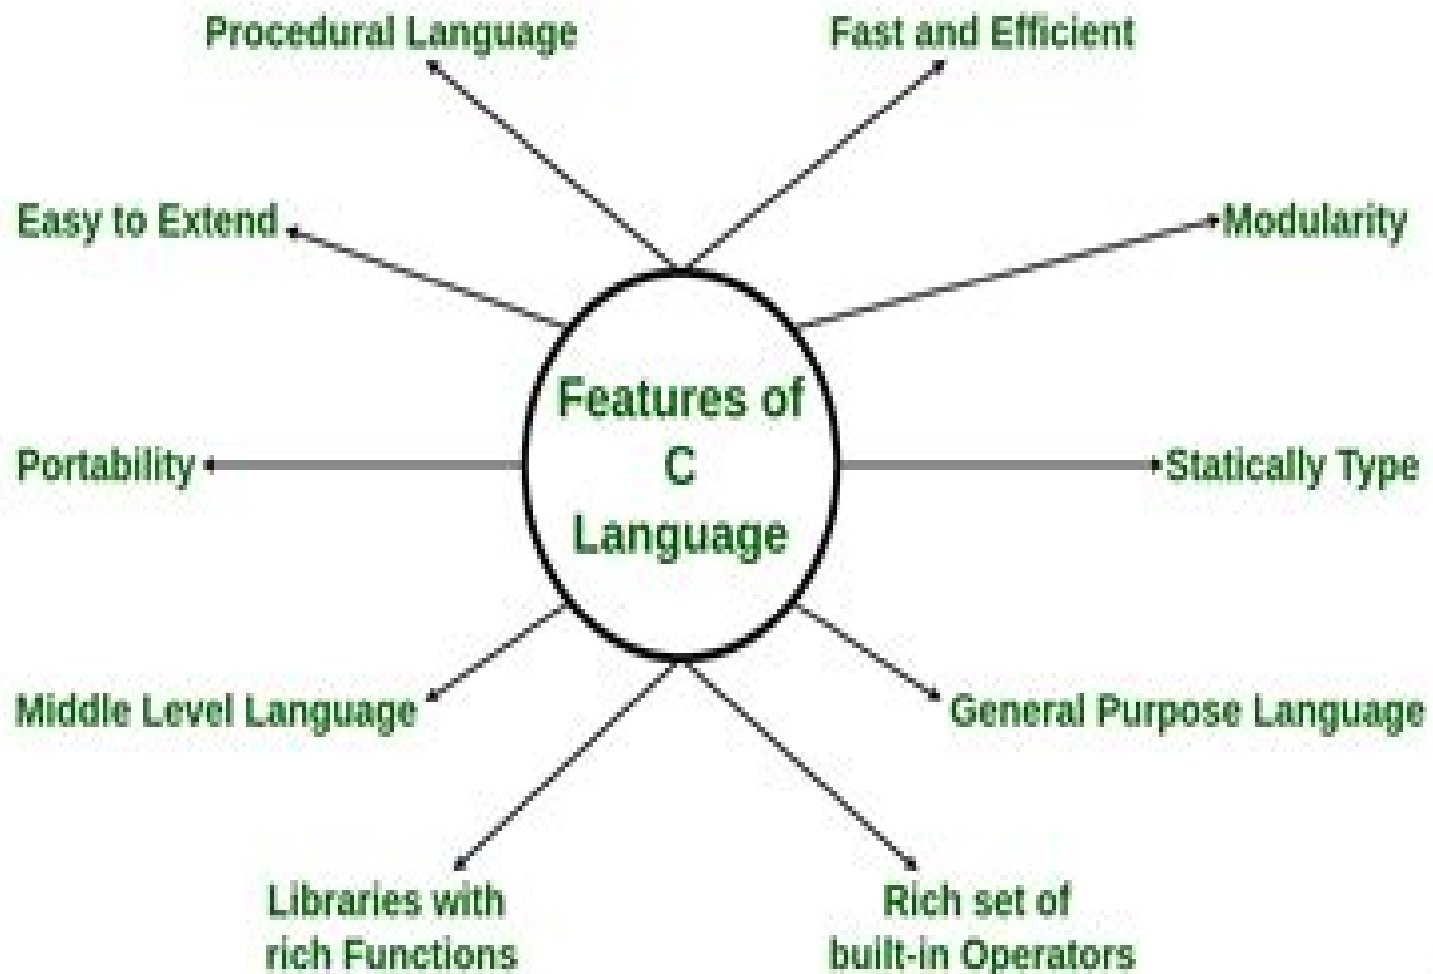 Procedural Language
Fast and Efficient
Easy to Extend
Modularity
Features of
C
Language
Portability
Statically Type
Middle Level Language
General Purpose Language
Libraries with
rich Functions
Rich set of
built-in Operators